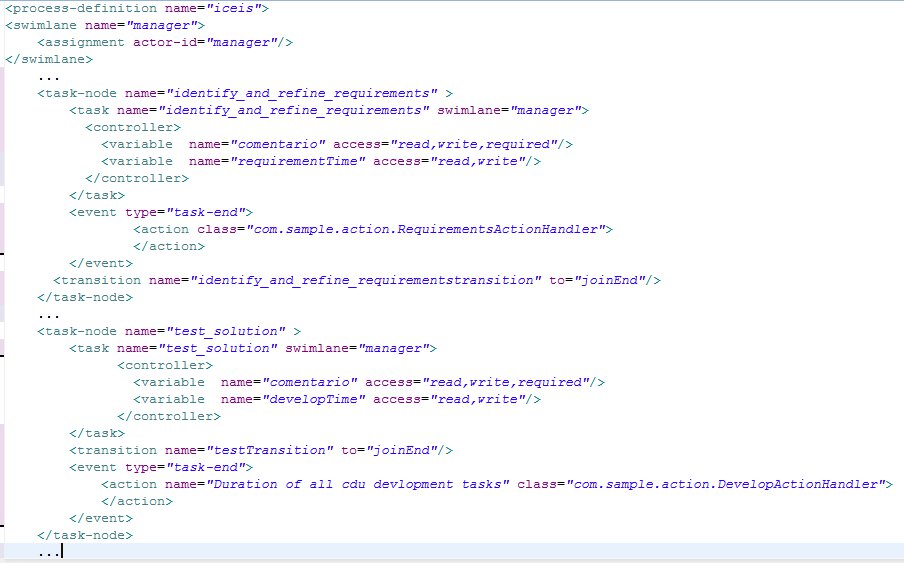 <process-definition name="iceis">
<swimlane name="manager">
<assignment actor-id="manager"/>
</swimlane>
...
<task-node name="identify_and_refine_requirements" >
<task name="identify_and_refine_requirements" swimlane="manager">
<controller>
<variable  name="comentario" access="read,write,required"/>
<variable  name="requirementTime" access="read,write"/>
</controller>
</task>
<event type="task-end">
<action class="com.sample.action.RequirementsActionHandler">
</action>
</event>
<transition name="identify_and_refine_requirementstransition" to="joinEnd"/>
</task-node>
...
<task-node name="test_solution" >
<task name="test_solution" swimlane="manager">
<controller>
<variable  name="comentario" access="read,write,required"/>
<variable  name="developTime" access="read,write"/>
</controller>
</task>
<transition name="testTransition" to="joinEnd"/>
<event type="task-end">
<action name="Duration of all cdu devlopment tasks" class="com.sample.action.DevelopActionHandler">
</action>
</event>
</task-node>
...